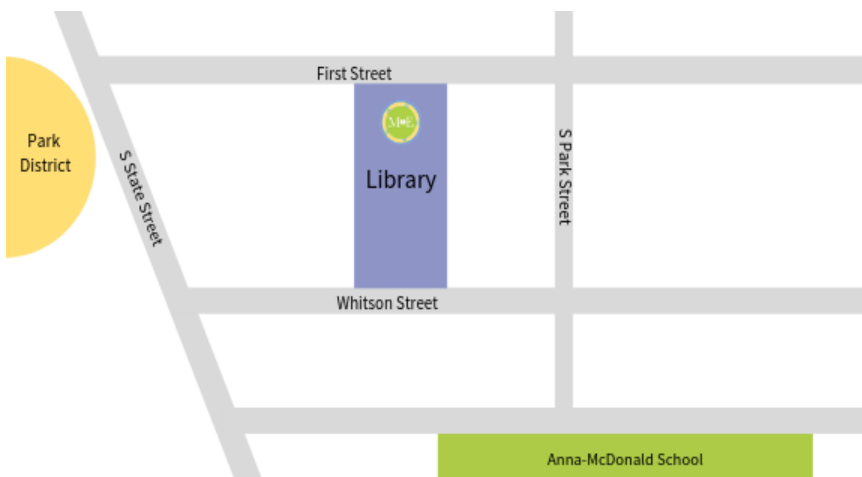 First Street
Park
District
M E
Library
S State Street
S Park Street
Whitson Street
Anna-McDonald School